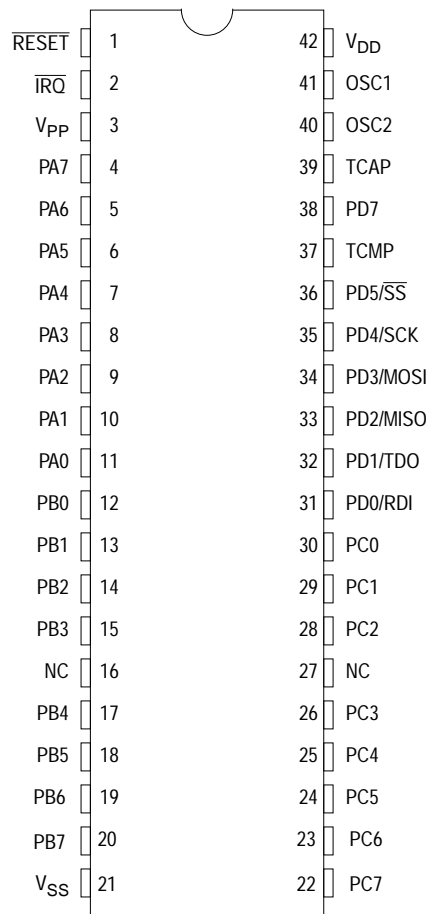 R̅E̅S̅E̅T̅ 1 42 VDD
I̅R̅Q̅ 2 41 OSC1
VPP 3 40 OSC2
PA7 4 39 TCAP
PA6 5 38 PD7
PA5 6 37 TCMP
PA4 7 36 PD5/S̅S̅
PA3 8 35 PD4/SCK
PA2 9 34 PD3/MOSI
PA1 10 33 PD2/MISO
PA0 11 32 PD1/TDO
PB0 12 31 PD0/RDI
PB1 13 30 PC0
PB2 14 29 PC1
PB3 15 28 PC2
NC 16 27 NC
PB4 17 26 PC3
PB5 18 25 PC4
PB6 19 24 PC5
PB7 20 23 PC6
VSS 21 22 PC7